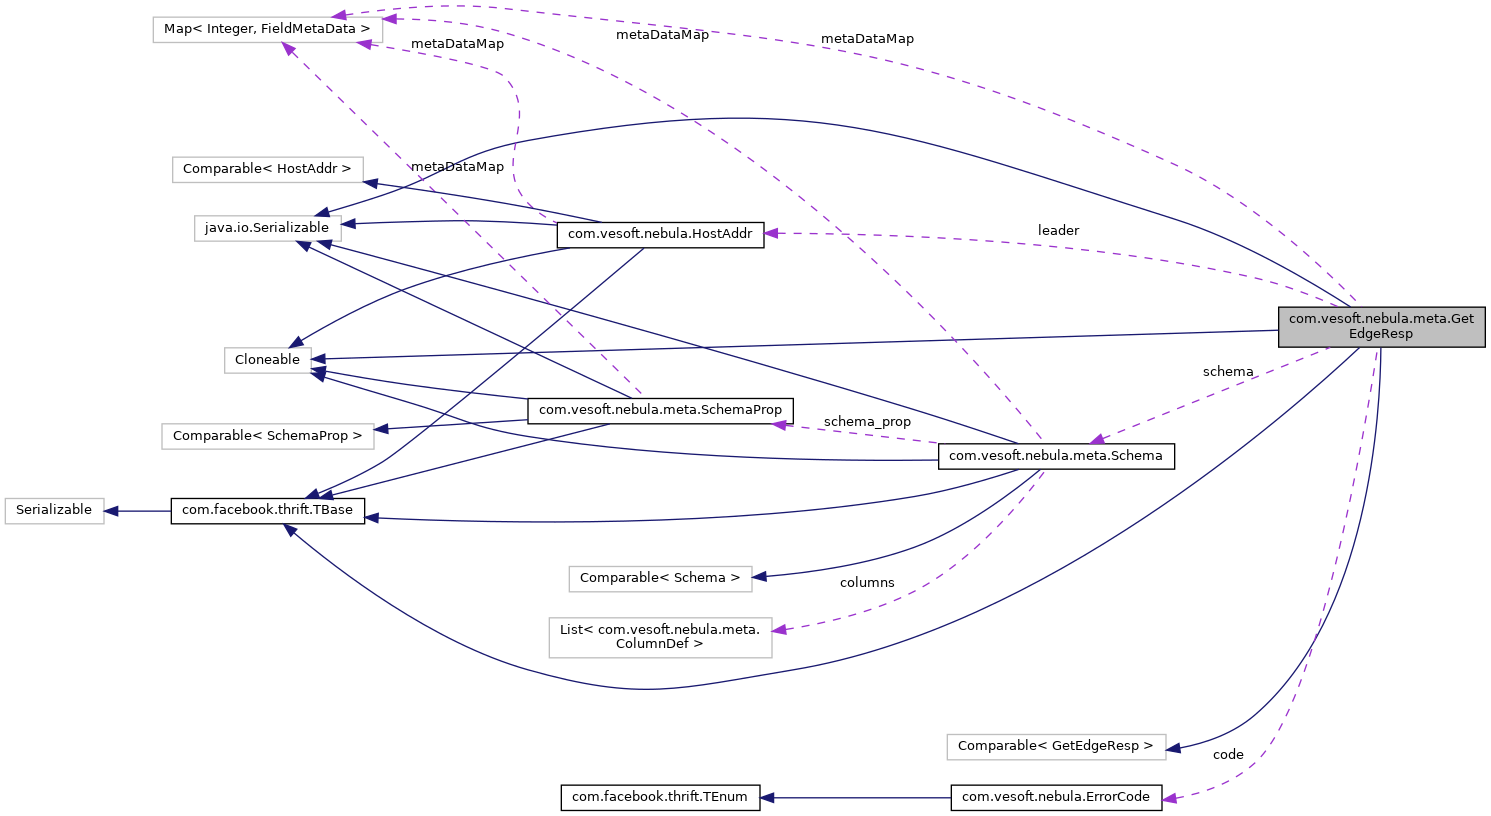 Map< Integer, FieldMetaData >
metaDataMap
metaDataMap
metaDataMap
metaDataMap
Comparable< HostAddr >
java.io.Serializable
com.vesoft.nebula.HostAddr
leader
com.vesoft.nebula.meta.Get
EdgeResp
Cloneable
schema
com.vesoft.nebula.meta.SchemaProp
schema_prop
Comparable< SchemaProp >
com.vesoft.nebula.meta.Schema
Serializable
com.facebook.thrift.TBase
Comparable< Schema >
columns
List< com.vesoft.nebula.meta.
ColumnDef >
Comparable< GetEdgeResp >
code
com.facebook.thrift.TEnum
com.vesoft.nebula.ErrorCode